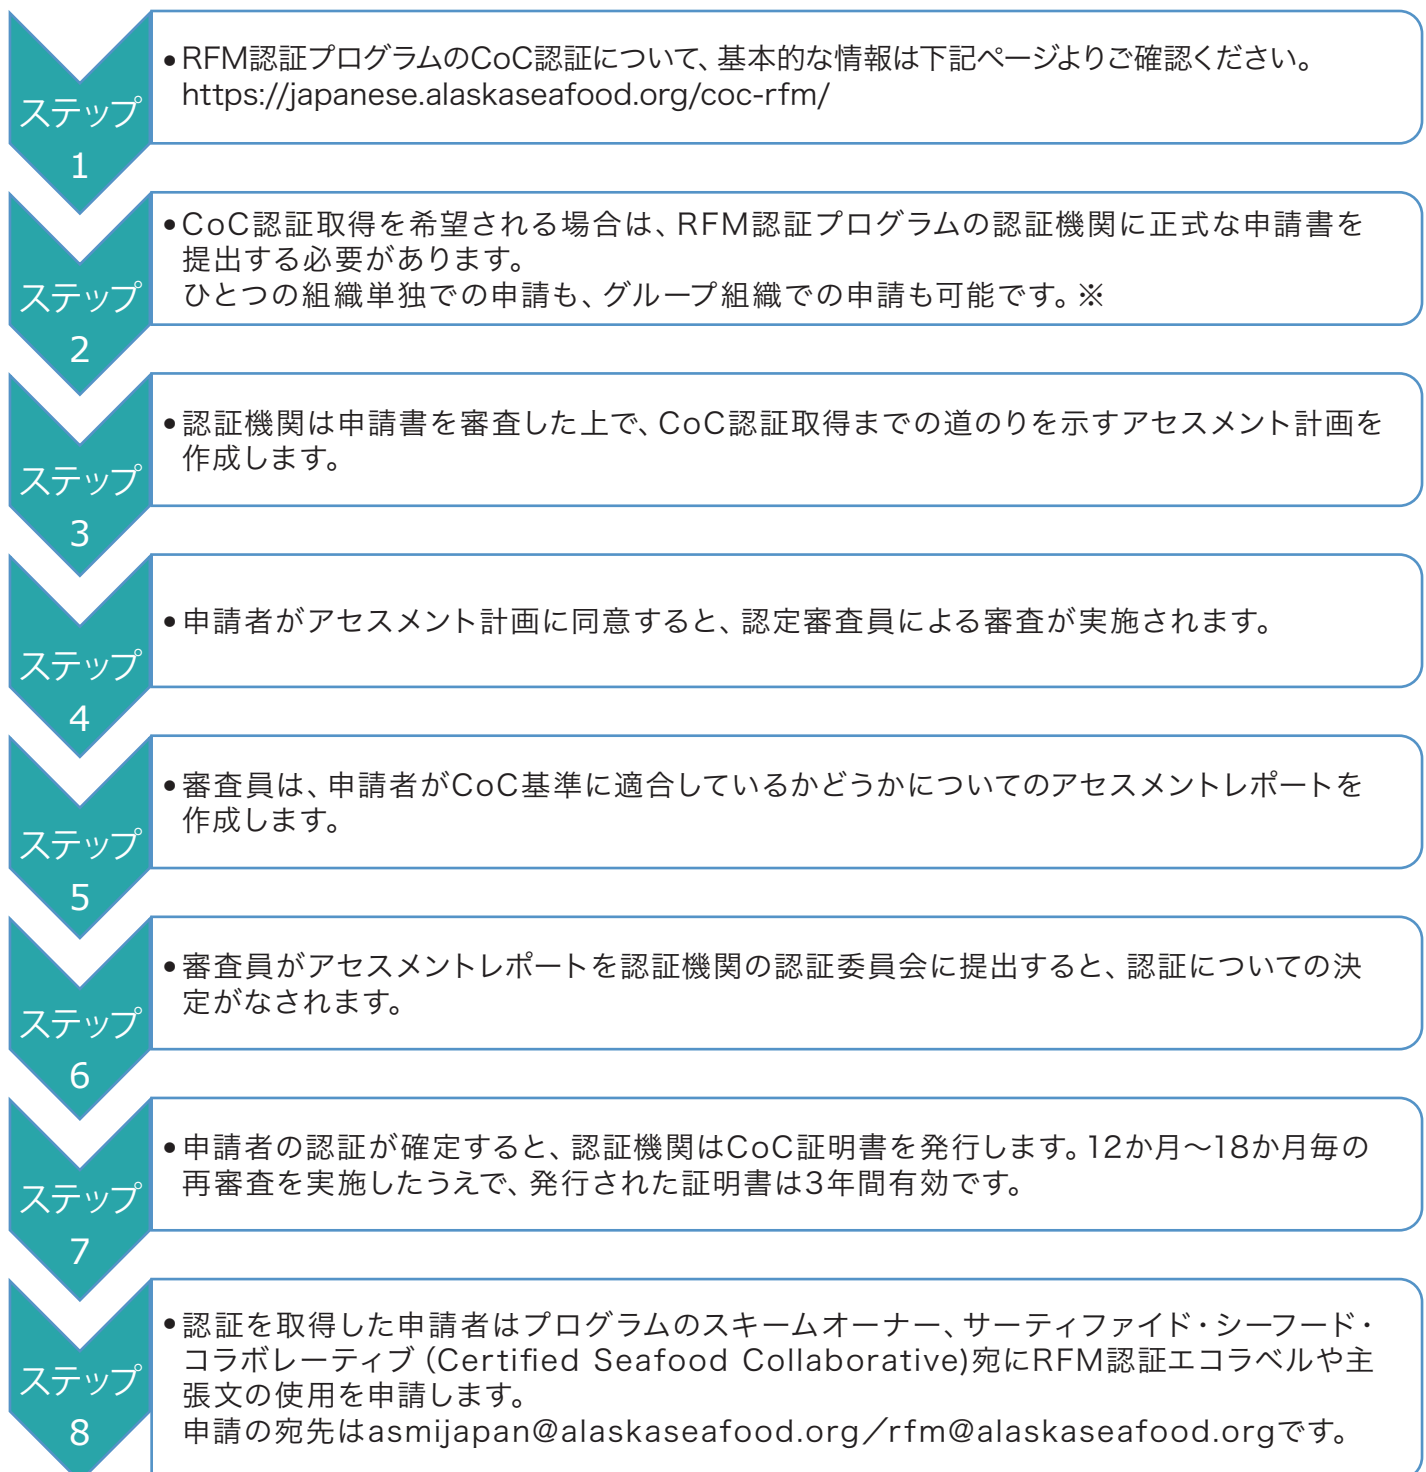 ステップ
1
•RFM認証プログラムのCoC認証について、基本的な情報は下記ページよりご確認ください。
https://japanese.alaskaseafood.org/coc-rfm/
ステップ
2
•CoC認証取得を希望される場合は、RFM認証プログラムの認証機関に正式な申請書を
提出する必要があります。
ひとつの組織単独での申請も、グループ組織での申請も可能です。※
ステップ
3
•認証機関は申請書を審査した上で、CoC認証取得までの道のりを示すアセスメント計画を
作成します。
ステップ
4
•申請者がアセスメント計画に同意すると、認定審査員による審査が実施されます。
ステップ
5
•審査員は、申請者がCoC基準に適合しているかどうかについてのアセスメントレポートを
作成します。
ステップ
6
•審査員がアセスメントレポートを認証機関の認証委員会に提出すると、認証についての決
定がなされます。
ステップ
7
•申請者の認証が確定すると、認証機関はCoC証明書を発行します。12か月～18か月毎の
再審査を実施したうえで、発行された証明書は3年間有効です。
ステップ
8
•認証を取得した申請者はプログラムのスキームオーナー、サーティファイド・シーフード・
コラボレーティブ (Certified Seafood Collaborative)宛にRFM認証エコラベルや主
張文の使用を申請します。
申請の宛先はasmijapan@alaskaseafood.org／rfm@alaskaseafood.orgです。